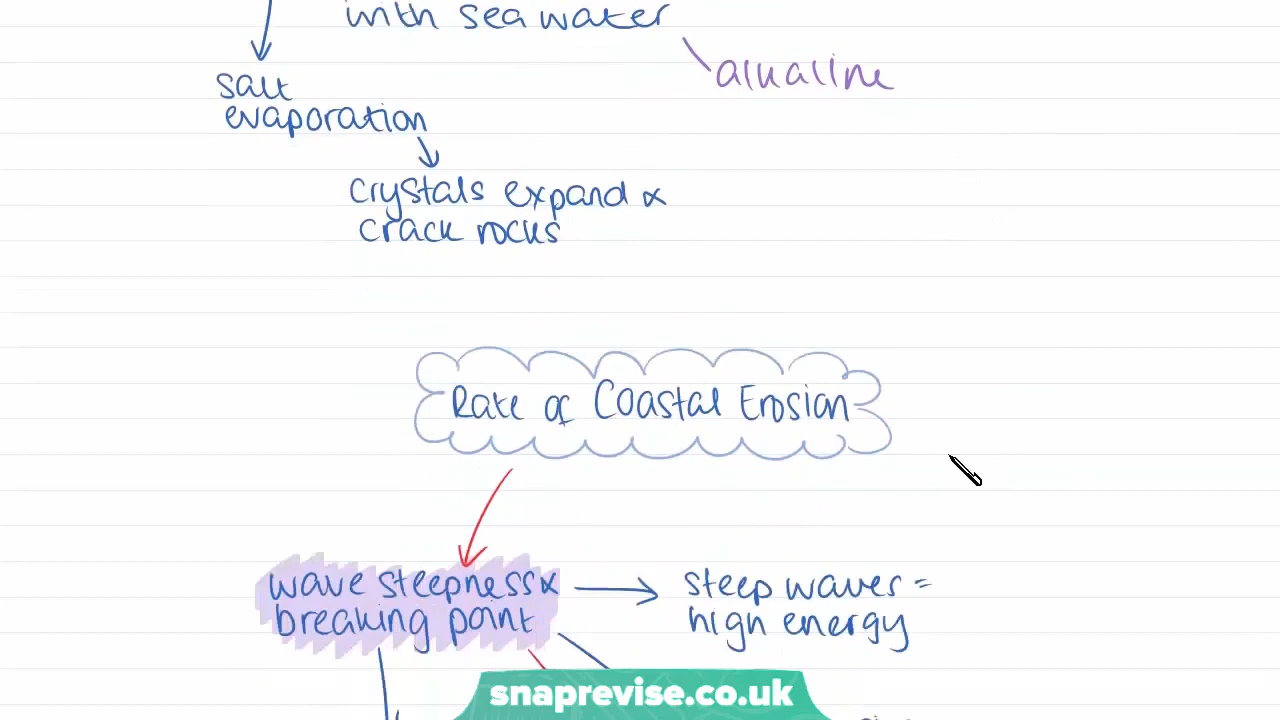 with sea water
alkaline
salt
evaporation
crystals expand &
crack rocks
Rate of Coastal Erosion
wave steepness &
breaking point
steep waves =
high energy
snaprevise.co.uk